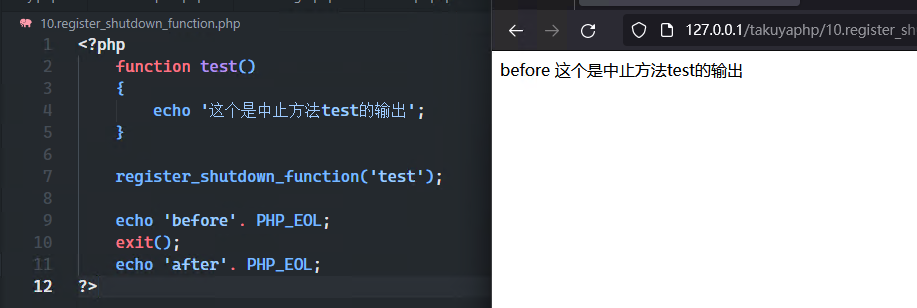 10.register_shutdown_function.php
1 <?php
2 function test()
3 {
4 echo '这个是中止方法test的输出';
5 }
6
7 register_shutdown_function('test');
8
9 echo 'before'. PHP_EOL;
10 exit();
11 echo 'after'. PHP_EOL;
12 ?>
127.0.0.1/takuyaphp/10.register_sh
before 这个是中止方法test的输出